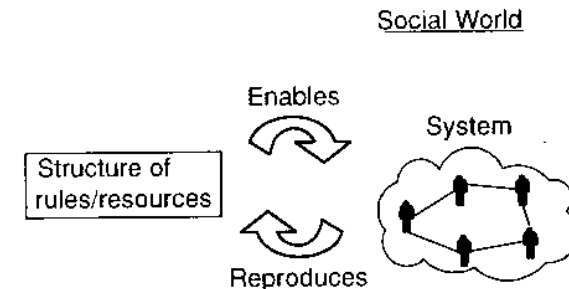 Social World
Enables
System
Structure of
rules/resources
Reproduces